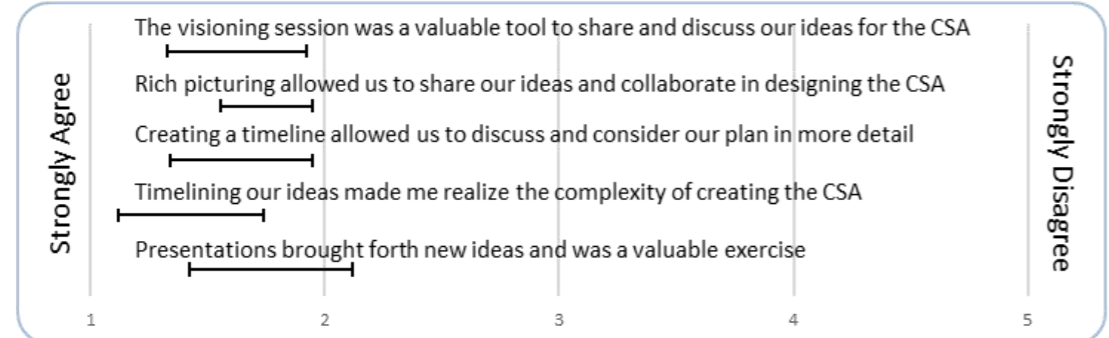 The visioning session was a valuable tool to share and discuss our ideas for the CSA
Rich picturing allowed us to share our ideas and collaborate in designing the CSA
Creating a timeline allowed us to discuss and consider our plan in more detail
Timelining our ideas made me realize the complexity of creating the CSA
Presentations brought forth new ideas and was a valuable exercise
Strongly Agree
Strongly Disagree
1 2 3 4 5